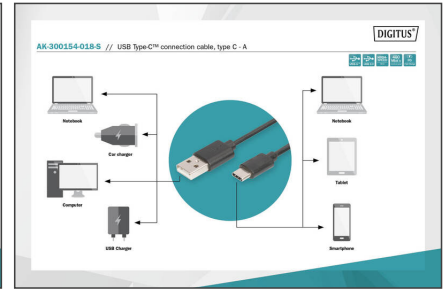 DIGITUS®
AK-300154-018-S // USB Type-C™ connection cable, type C - A
Notebook
Notebook
Car charger
Computer
Tablet
USB Charger
Smartphone